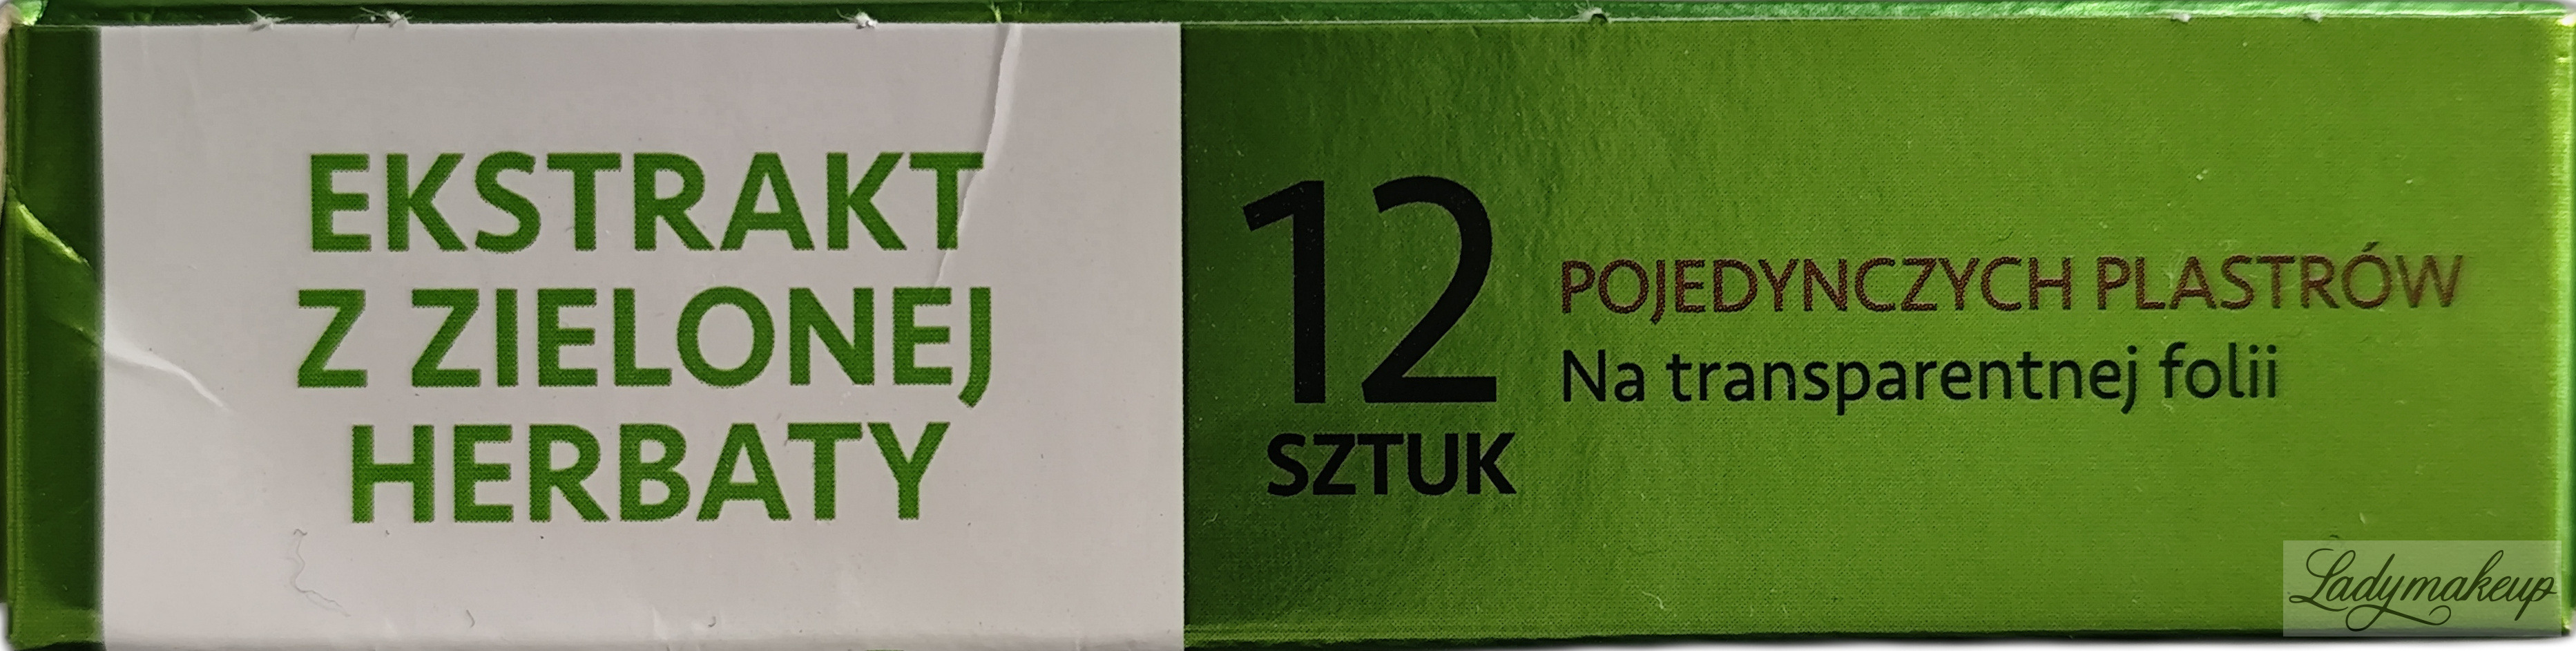 EKSTRAKT
Z ZIELONEJ
HERBATY
12
SZTUK
POJEDYNCZYCH PLASTRÓW
Na transparentnej folii
Ladymakeup